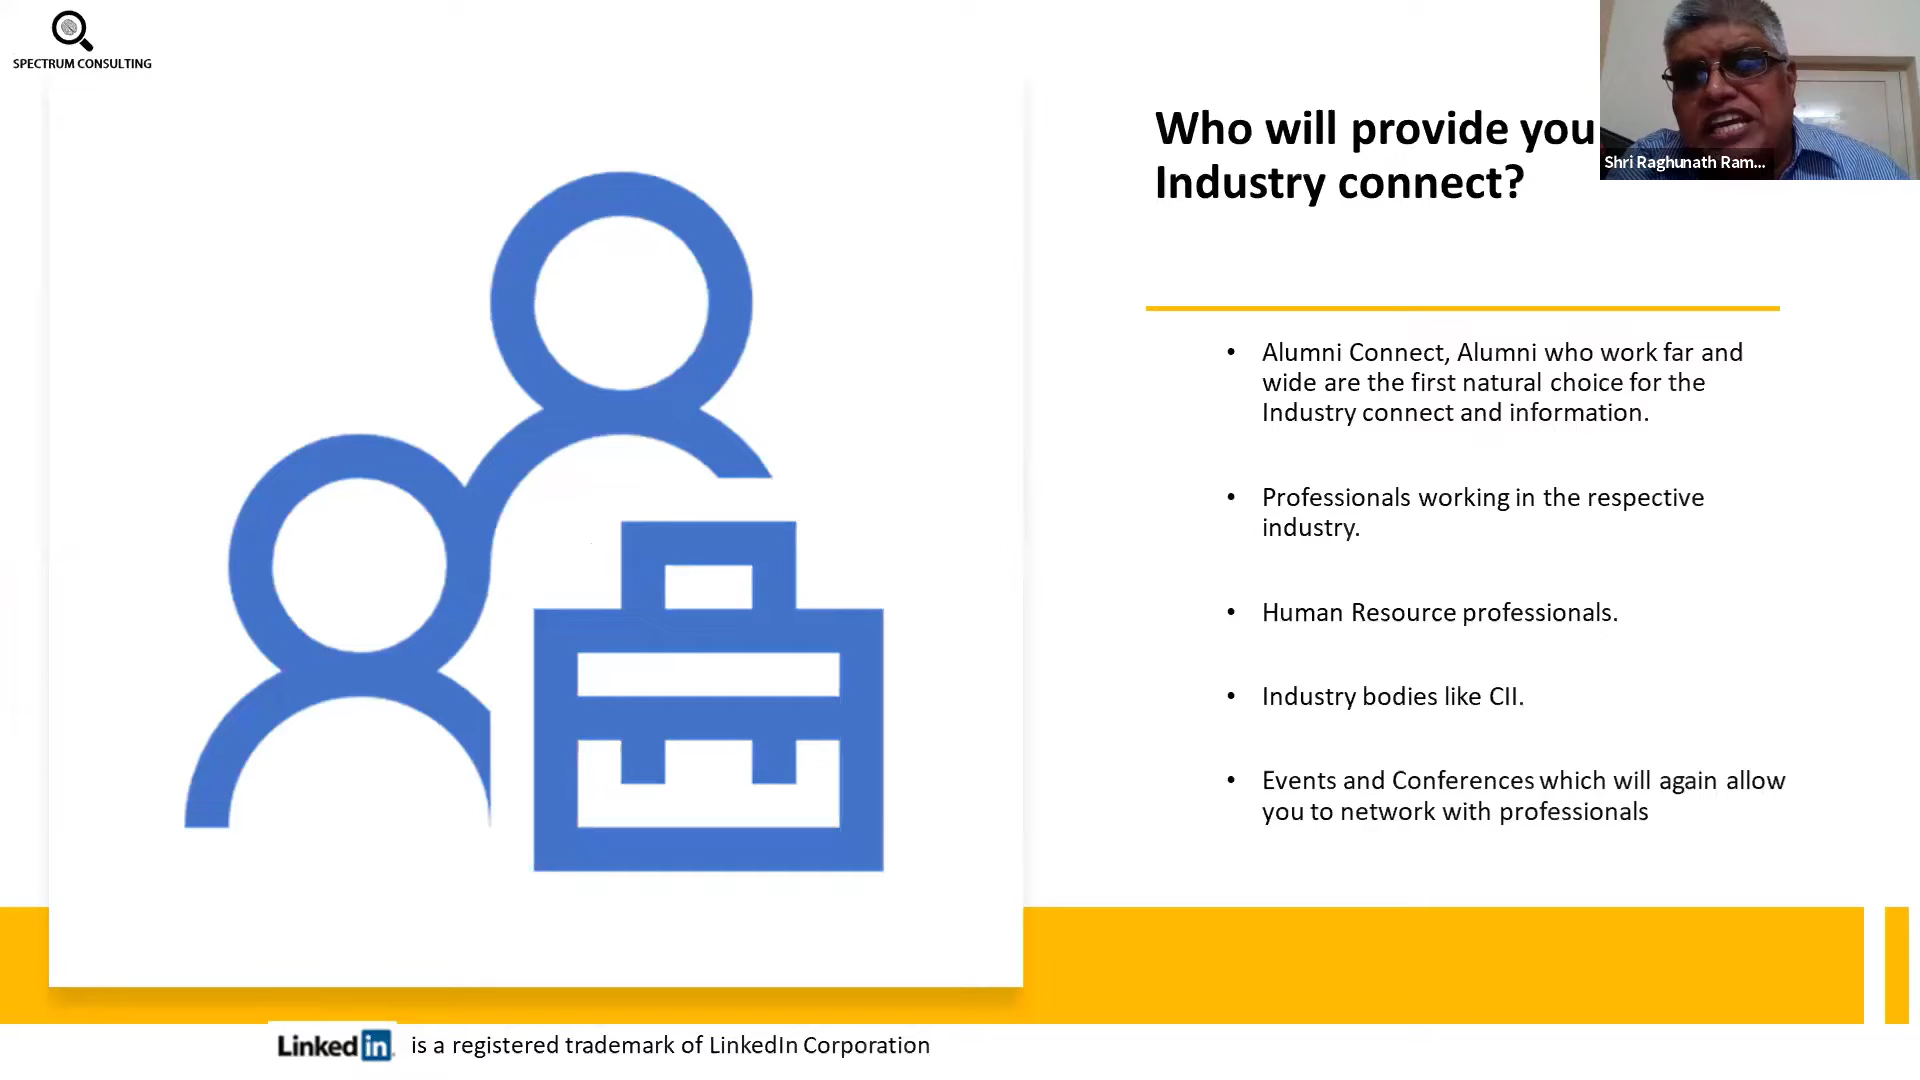 SPECTRUM CONSULTING
Who will provide you
Industry connect?
Shri Raghunath Ram...
• Alumni Connect, Alumni who work far and
wide are the first natural choice for the
Industry connect and information.
• Professionals working in the respective
industry.
• Human Resource professionals.
• Industry bodies like CII.
• Events and Conferences which will again allow
you to network with professionals
Linked in is a registered trademark of LinkedIn Corporation